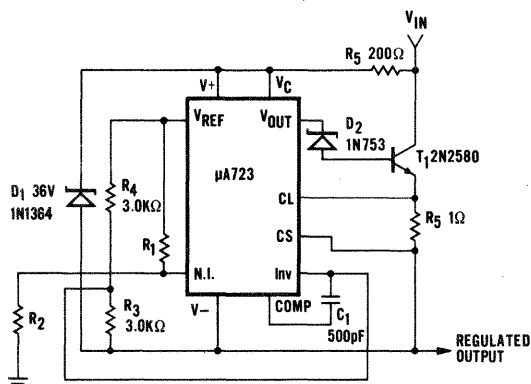 V_IN
R5 200Ω
V+
VC
VREF
VOUT
D2
1N753
T1 2N2580
µA723
D1 36V
1N1364
R4
3.0KΩ
R1
CL
CS
R5 1Ω
N.I.
Inv
R2
R3
3.0KΩ
V−
COMP
C1
500pF
REGULATED
OUTPUT